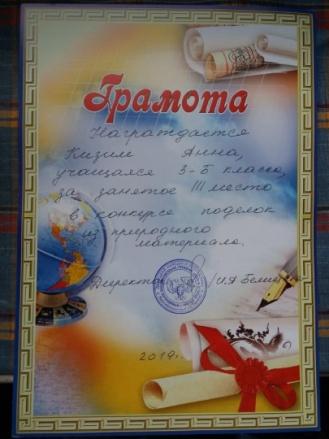 Грамота
Награждается
Кизим Анна,
учащаяся 3-Б класса,
за занятое III место
в конкурсе поделок
из природного
материала.
Директор
2019г.